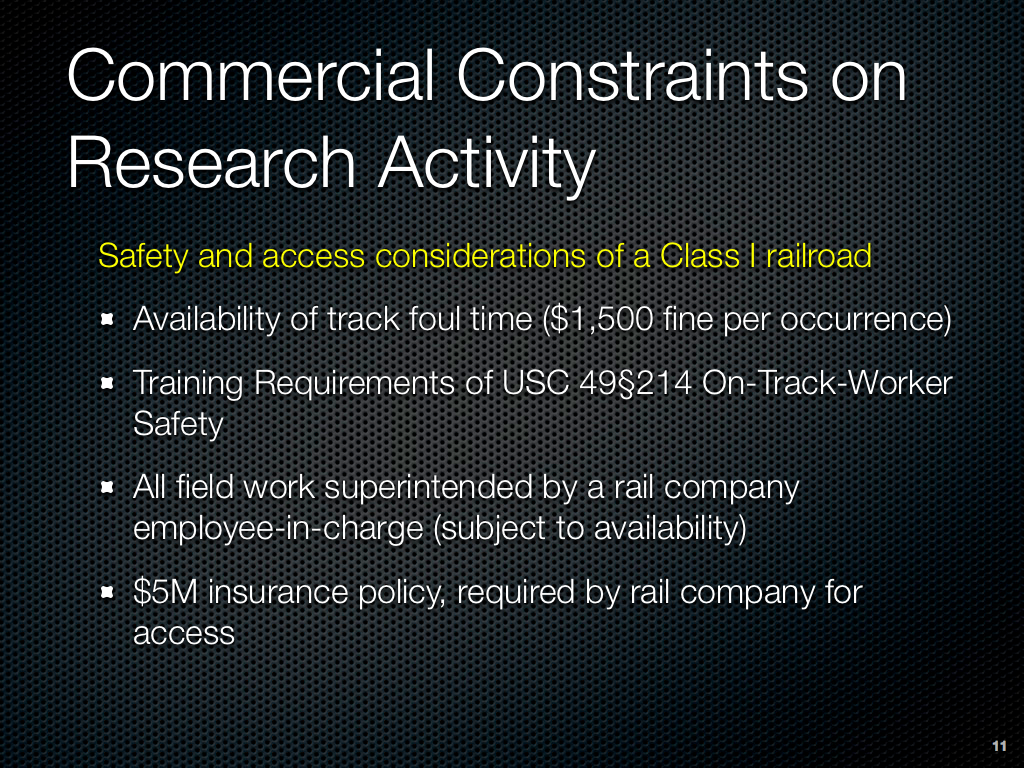 Commercial Constraints on
Research Activity
Safety and access considerations of a Class I railroad
Availability of track foul time ($1,500 fine per occurrence)
Training Requirements of USC 49§214 On-Track-Worker
Safety
All field work superintended by a rail company
employee-in-charge (subject to availability)
$5M insurance policy, required by rail company for
access
11